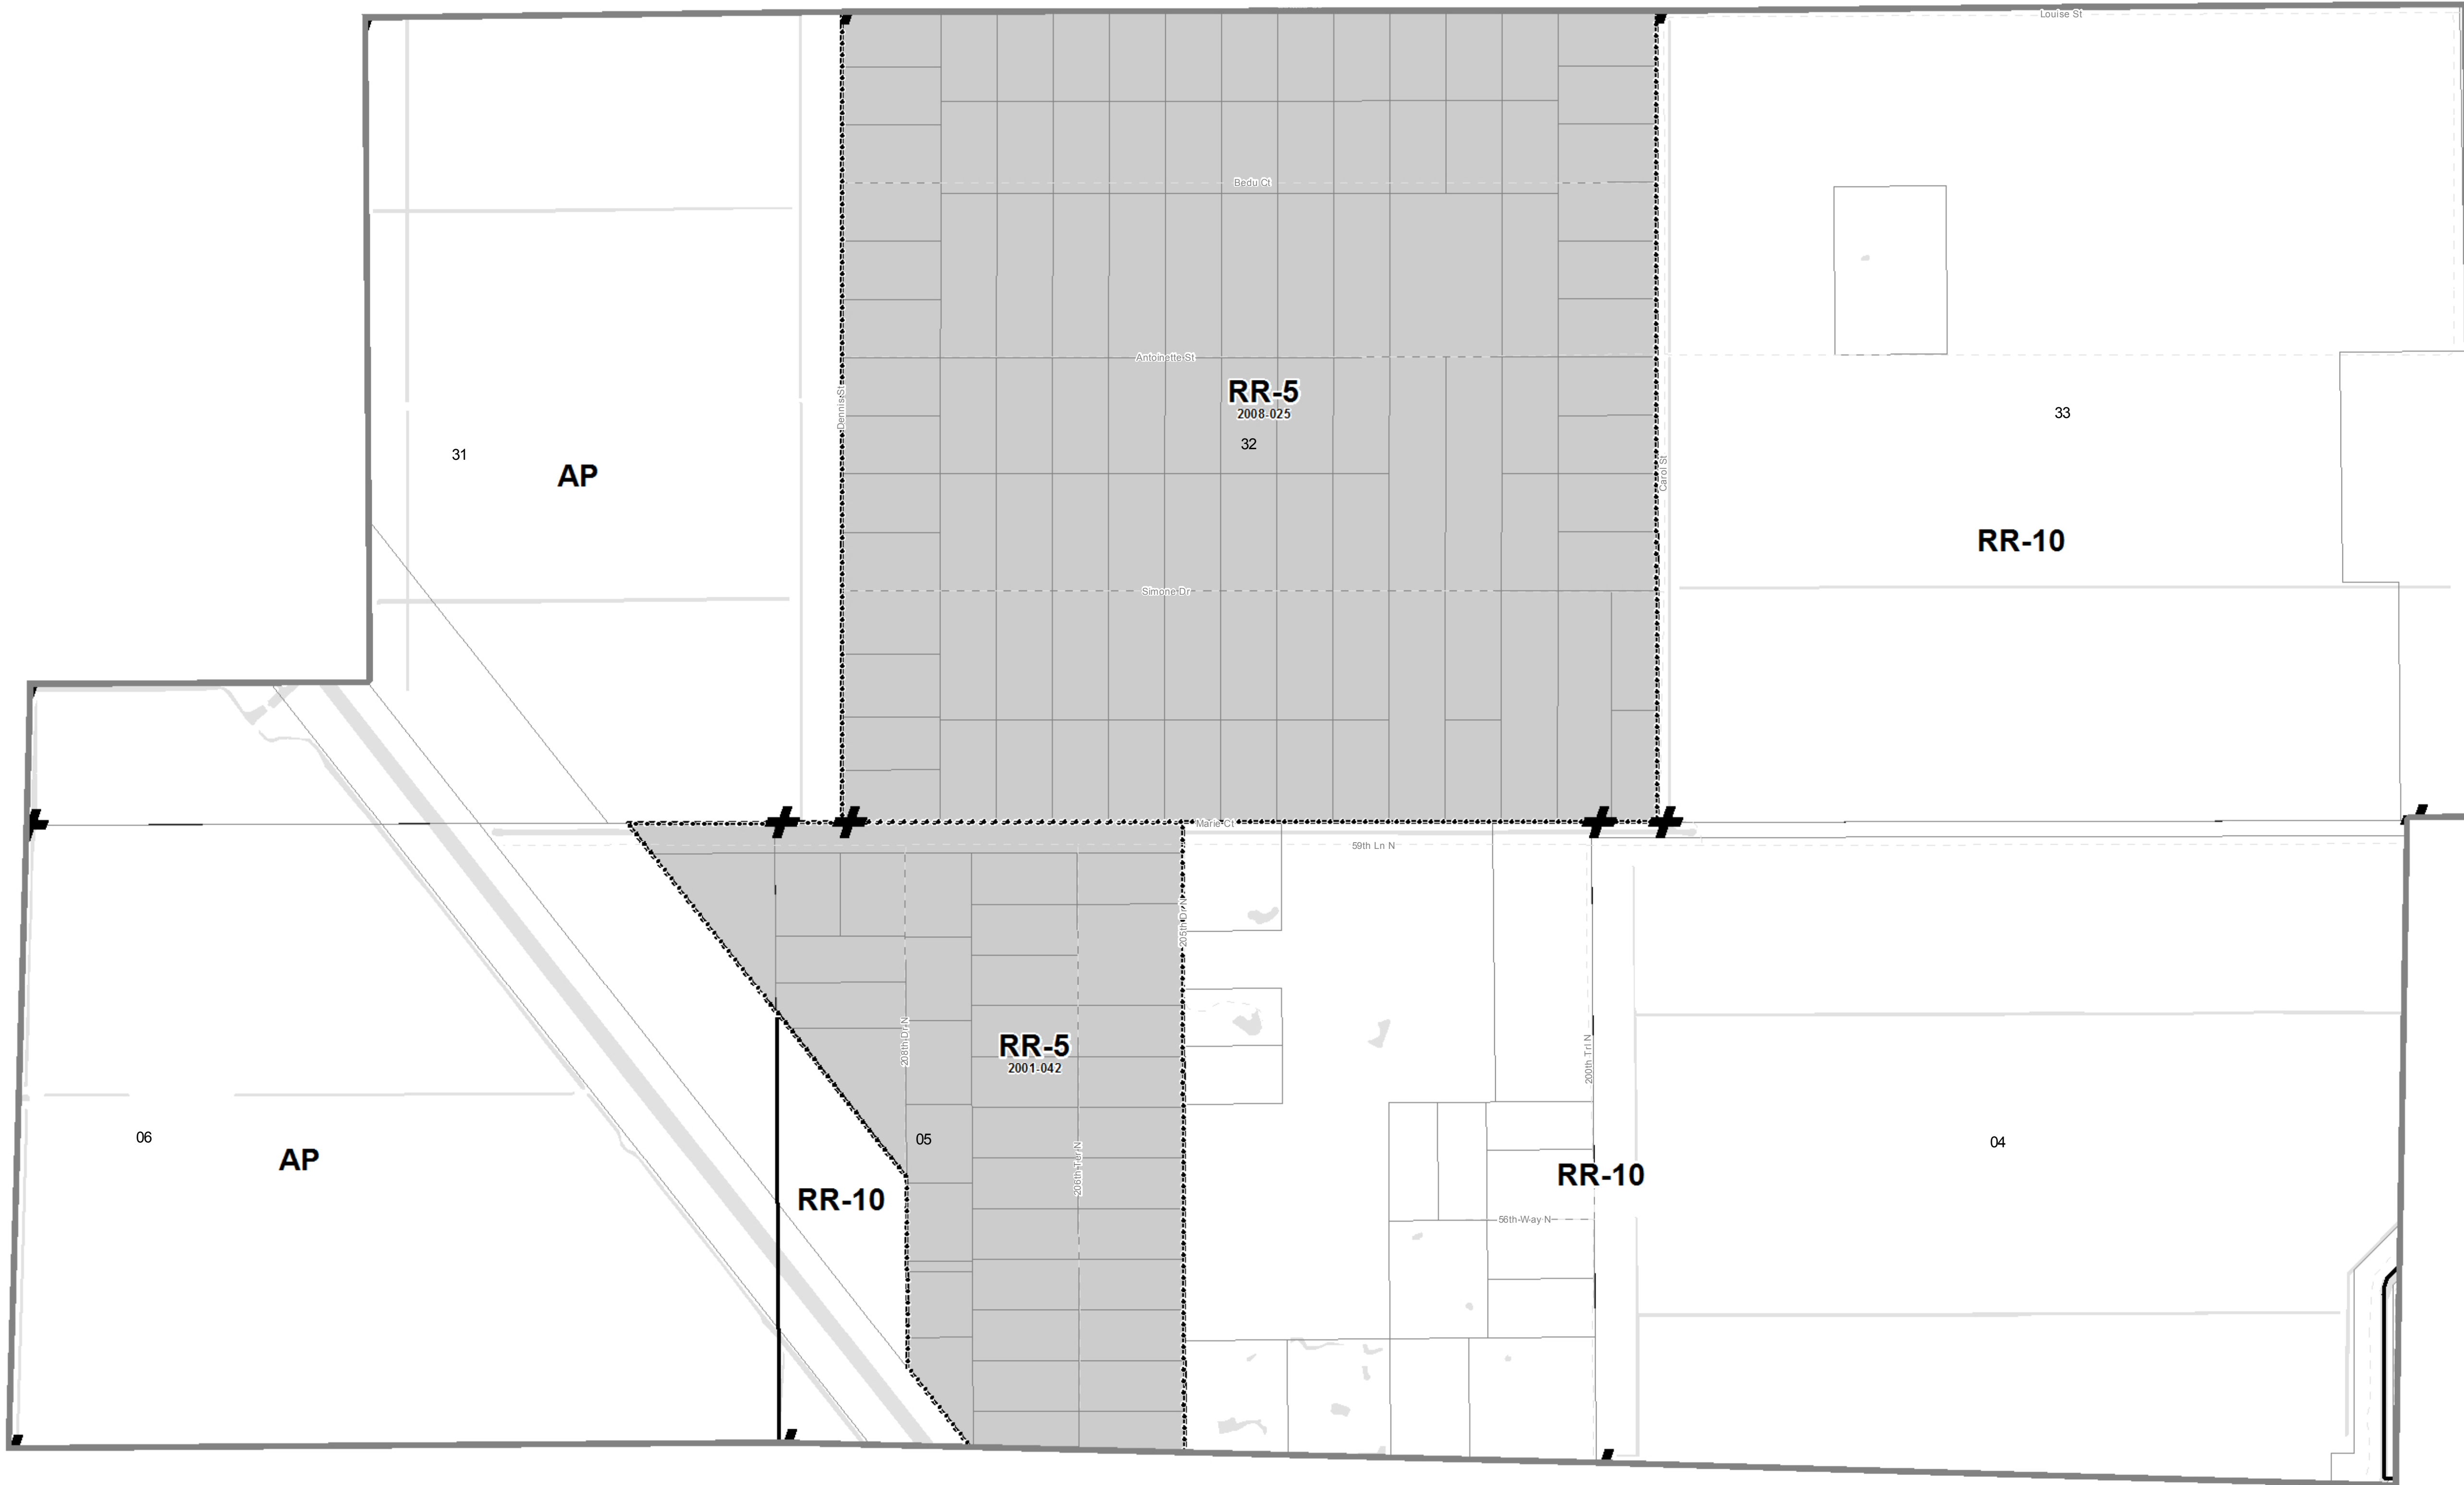 Louise St
Bedu Ct
Antoinette St
RR-5
2008-025
Dennis St
33
32
31
AP
Carol St
RR-10
Simone Dr
Marie Ct
59th Ln N
205th Dr N
208th Dr N
RR-5
2001-042
200th Trl N
06
05
04
AP
206th Ter N
RR-10
RR-10
56th Way N